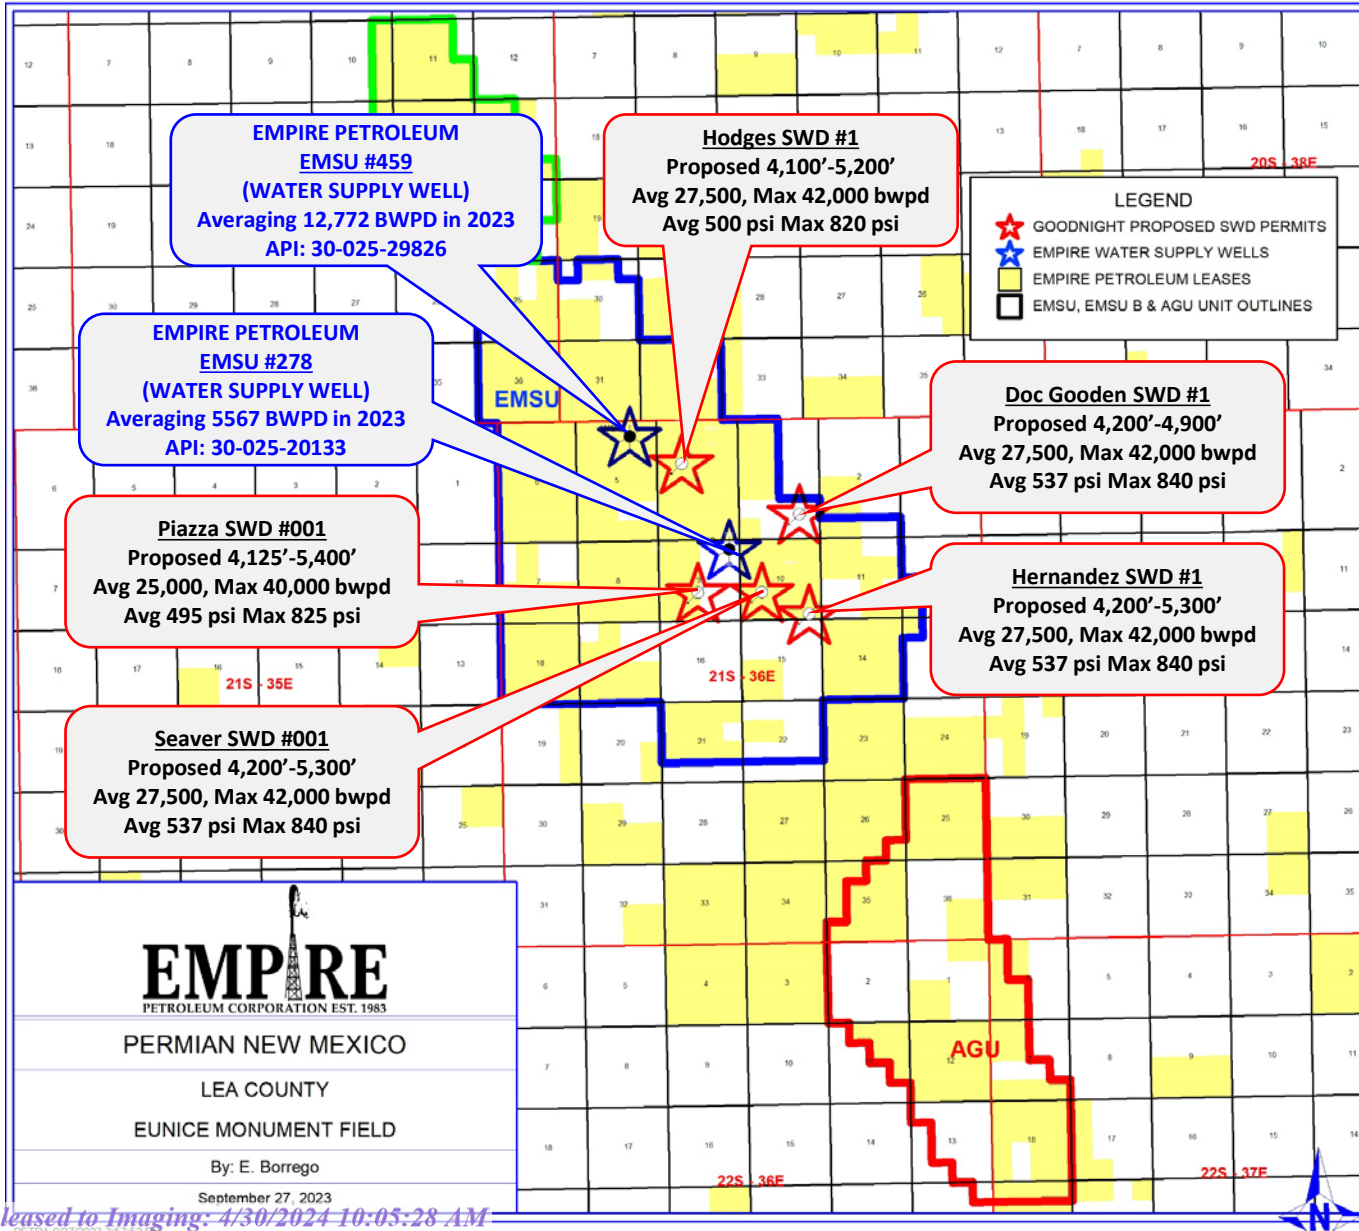 EMPIRE PETROLEUM
EMSU #459
(WATER SUPPLY WELL)
Averaging 12,772 BWPD in 2023
API: 30-025-29826
Hodges SWD #1
Proposed 4,100’-5,200’
Avg 27,500, Max 42,000 bwpd
Avg 500 psi Max 820 psi
20S - 38E
LEGEND
GOODNIGHT PROPOSED SWD PERMITS
EMPIRE WATER SUPPLY WELLS
EMPIRE PETROLEUM LEASES
EMSU, EMSU B & AGU UNIT OUTLINES
EMPIRE PETROLEUM
EMSU #278
(WATER SUPPLY WELL)
Averaging 5567 BWPD in 2023
API: 30-025-20133
EMSU
Doc Gooden SWD #1
Proposed 4,200’-4,900’
Avg 27,500, Max 42,000 bwpd
Avg 537 psi Max 840 psi
Piazza SWD #001
Proposed 4,125’-5,400’
Avg 25,000, Max 40,000 bwpd
Avg 495 psi Max 825 psi
Hernandez SWD #1
Proposed 4,200’-5,300’
Avg 27,500, Max 42,000 bwpd
Avg 537 psi Max 840 psi
21S - 35E
21S - 36E
Seaver SWD #001
Proposed 4,200’-5,300’
Avg 27,500, Max 42,000 bwpd
Avg 537 psi Max 840 psi
AGU
22S - 36E
22S - 37E
EMPIRE
PETROLEUM CORPORATION EST. 1983
PERMIAN NEW MEXICO
LEA COUNTY
EUNICE MONUMENT FIELD
By: E. Borrego
September 27, 2023
leased to Imaging: 4/30/2024 10:05:28 AM
N